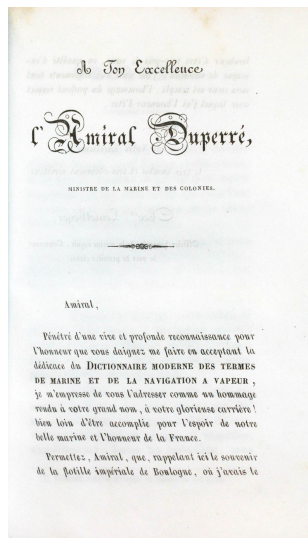 A Son Excellence
l'Amiral Duperré,
MINISTRE DE LA MARINE ET DES COLONIES.
Amiral,
Pénétré d'une vive et profonde reconnaissance pour
l'honneur que vous daignez me faire en acceptant la
dédicace du DICTIONNAIRE MODERNE DES TERMES
DE MARINE ET DE LA NAVIGATION A VAPEUR,
je m'empresse de vous l'adresser comme un hommage
rendu à votre grand nom, à votre glorieuse carrière!
bien loin d'être accomplie pour l'espoir de notre
belle marine et l'honneur de la France.
Permettez, Amiral, que, rappelant ici le souvenir
de la flotille impériale de Boulogne, où j'avais le